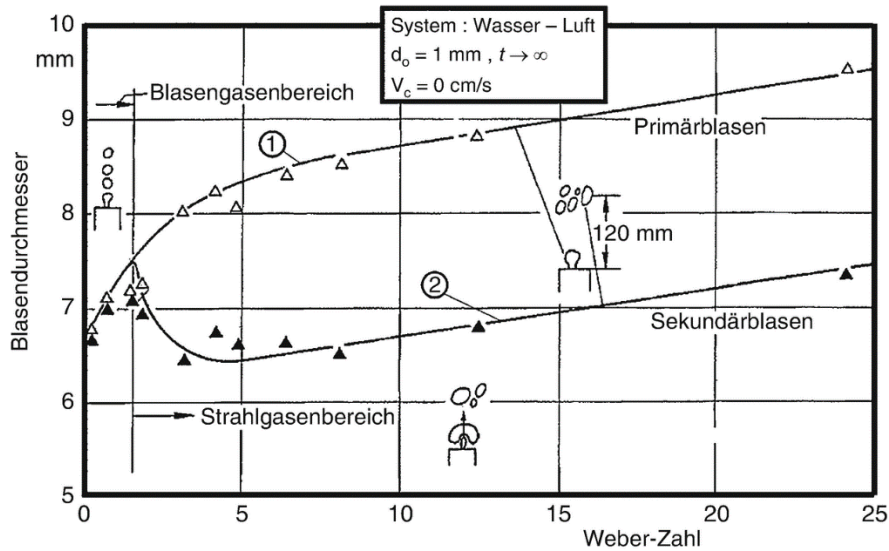 10
mm
9
8
7
6
5
Blasendurchmesser
System : Wasser – Luft
d₀ = 1 mm , t → ∞
V_c = 0 cm/s
Blasengasenbereich
①
Primärblasen
120 mm
②
Sekundärblasen
Strahlgasenbereich
0
5
10
15
20
25
Weber-Zahl